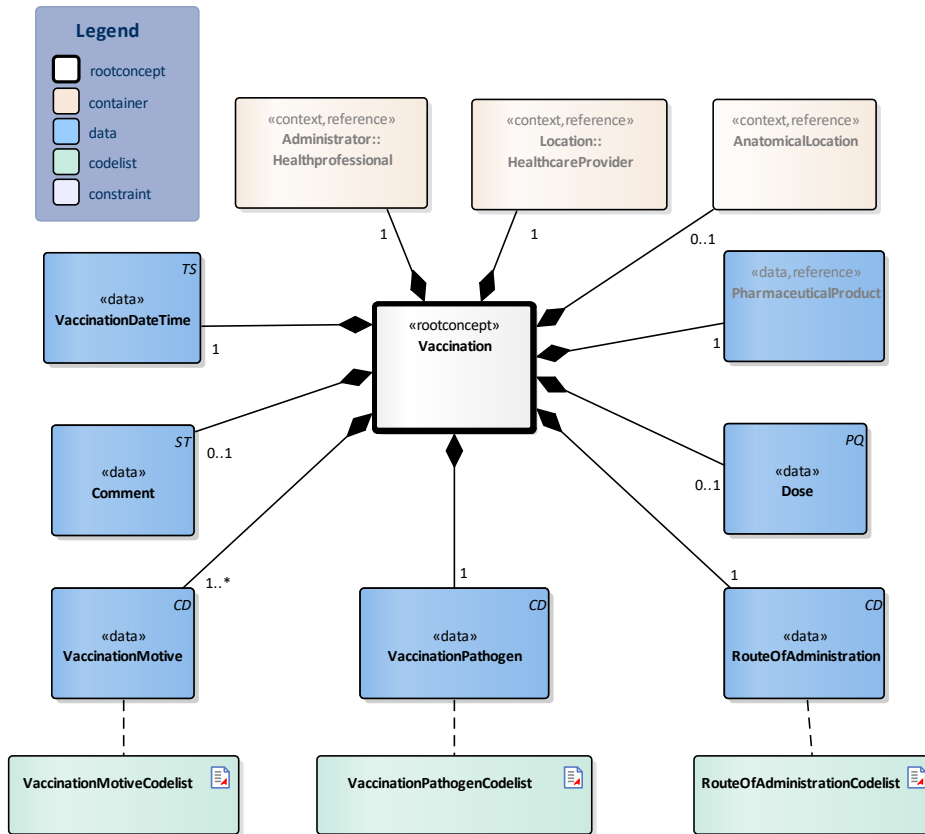 Legend
rootconcept
container
data
codelist
constraint
«context,reference»
Administrator::
Healthprofessional
«context,reference»
Location::
HealthcareProvider
«context,reference»
AnatomicalLocation
1
1
0..1
TS
«data»
VaccinationDateTime
1
«rootconcept»
Vaccination
«data,reference»
PharmaceuticalProduct
1
ST
«data»
Comment
0..1
PQ
«data»
Dose
0..1
1..*
1
1
CD
«data»
VaccinationMotive
CD
«data»
VaccinationPathogen
CD
«data»
RouteOfAdministration
VaccinationMotiveCodelist
VaccinationPathogenCodelist
RouteOfAdministrationCodelist